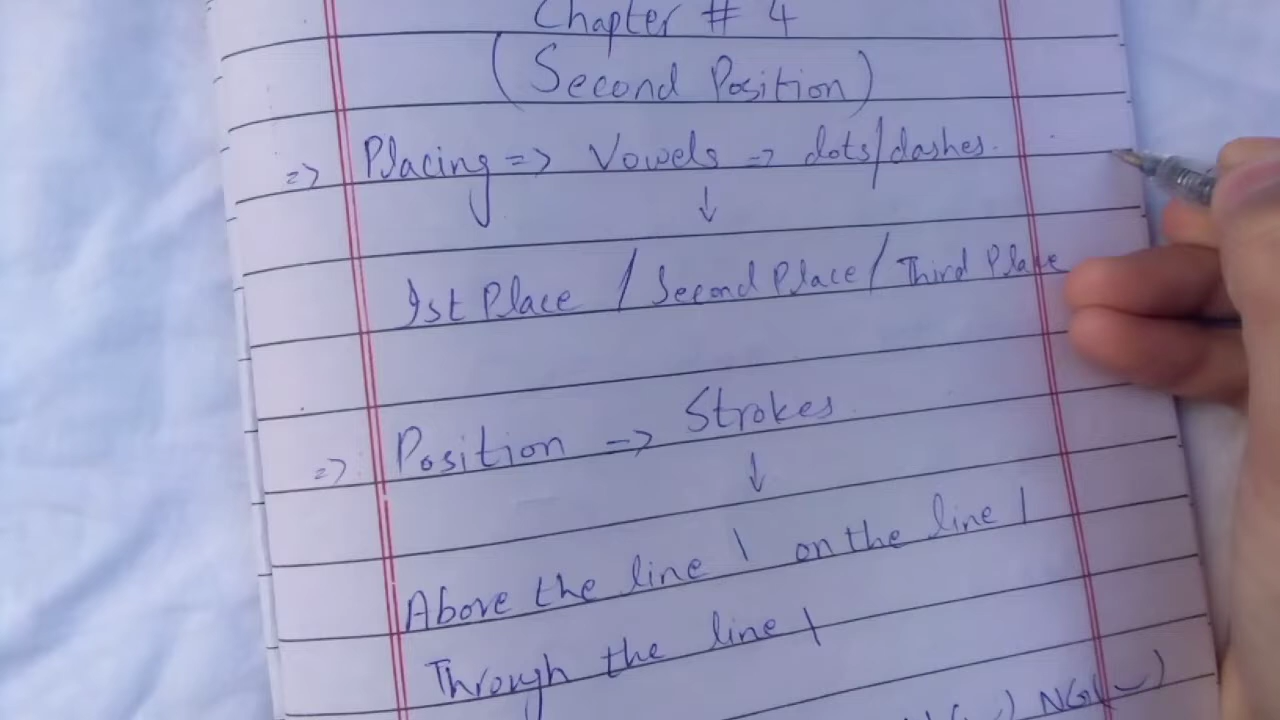 Chapter # 4
(Second Position)
=> Placing => Vowels => dots/dashes.
↓
1st Place / Second Place / Third Place
=> Position -> Strokes
↓
Above the line \ on the line |
Through the line \
NG(‿)